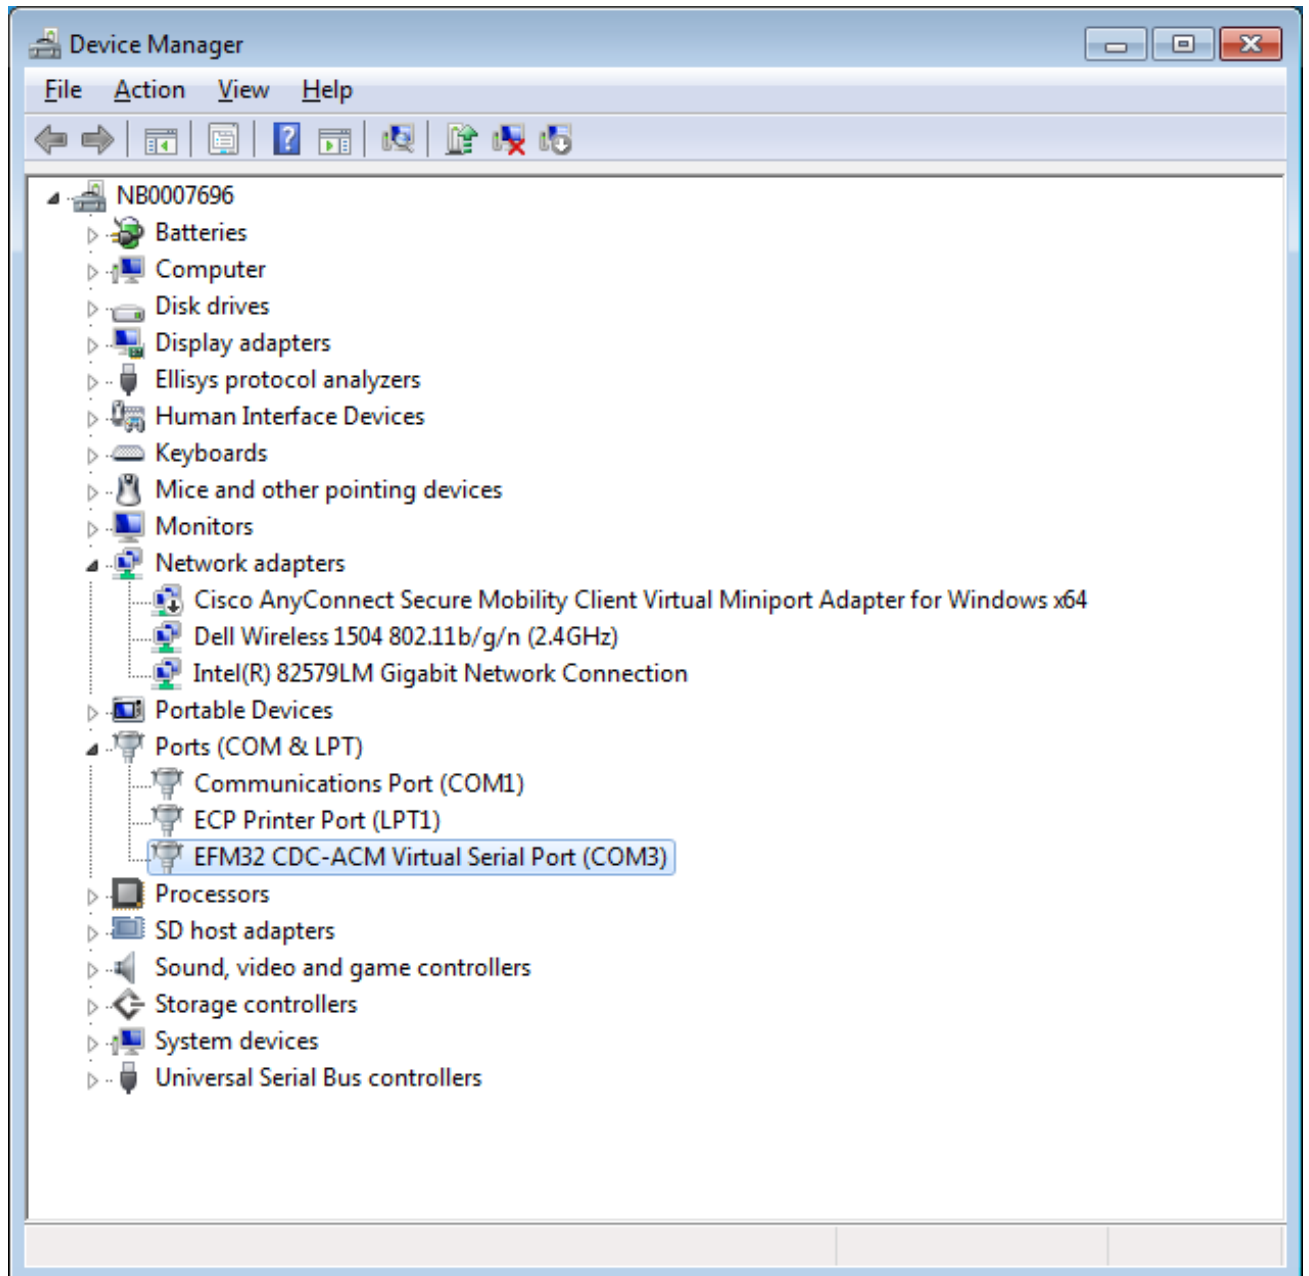 Device Manager
File Action View Help
NB0007696
Batteries
Computer
Disk drives
Display adapters
Ellisys protocol analyzers
Human Interface Devices
Keyboards
Mice and other pointing devices
Monitors
Network adapters
Cisco AnyConnect Secure Mobility Client Virtual Miniport Adapter for Windows x64
Dell Wireless 1504 802.11b/g/n (2.4GHz)
Intel(R) 82579LM Gigabit Network Connection
Portable Devices
Ports (COM & LPT)
Communications Port (COM1)
ECP Printer Port (LPT1)
EFM32 CDC-ACM Virtual Serial Port (COM3)
Processors
SD host adapters
Sound, video and game controllers
Storage controllers
System devices
Universal Serial Bus controllers